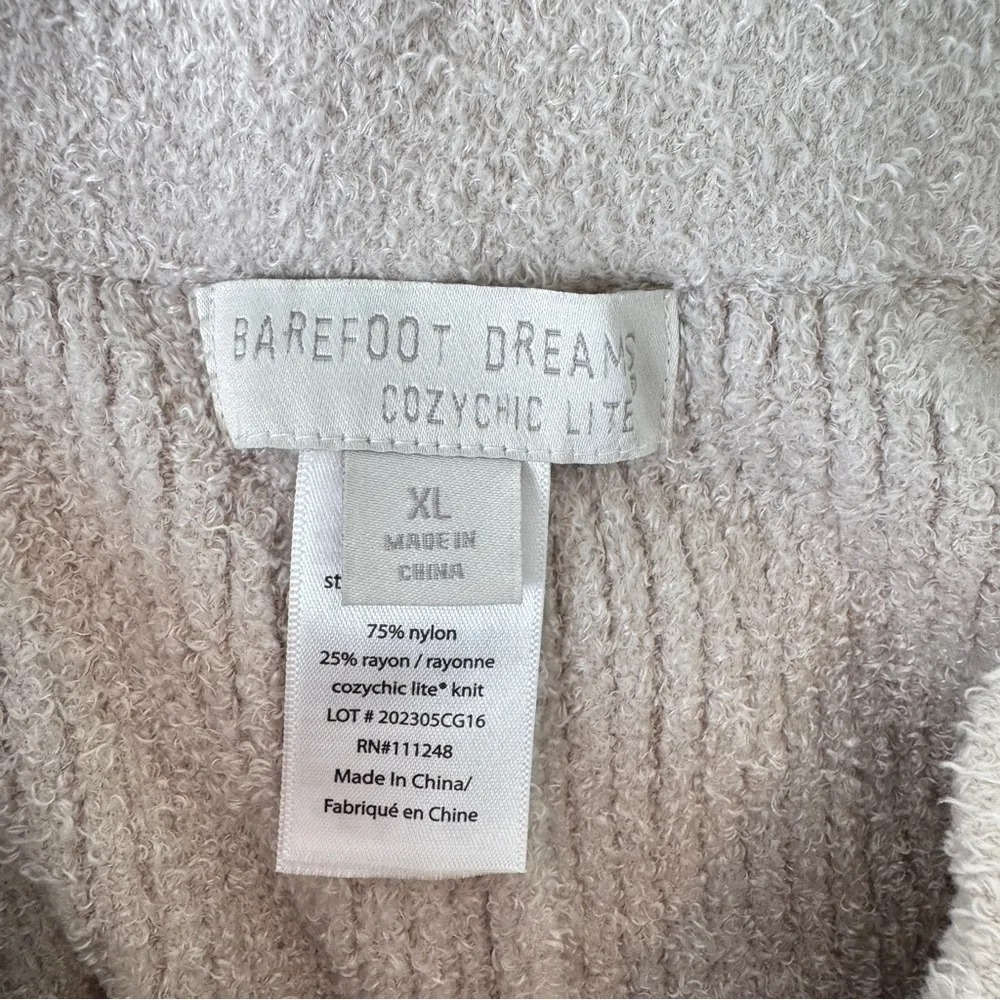 BAREFOOT DREAMS
COZYCHIC LITE
XL
MADE IN
CHINA
st
75% nylon
25% rayon / rayonne
cozychic lite® knit
LOT # 202305CG16
RN#111248
Made In China/
Fabriqué en Chine